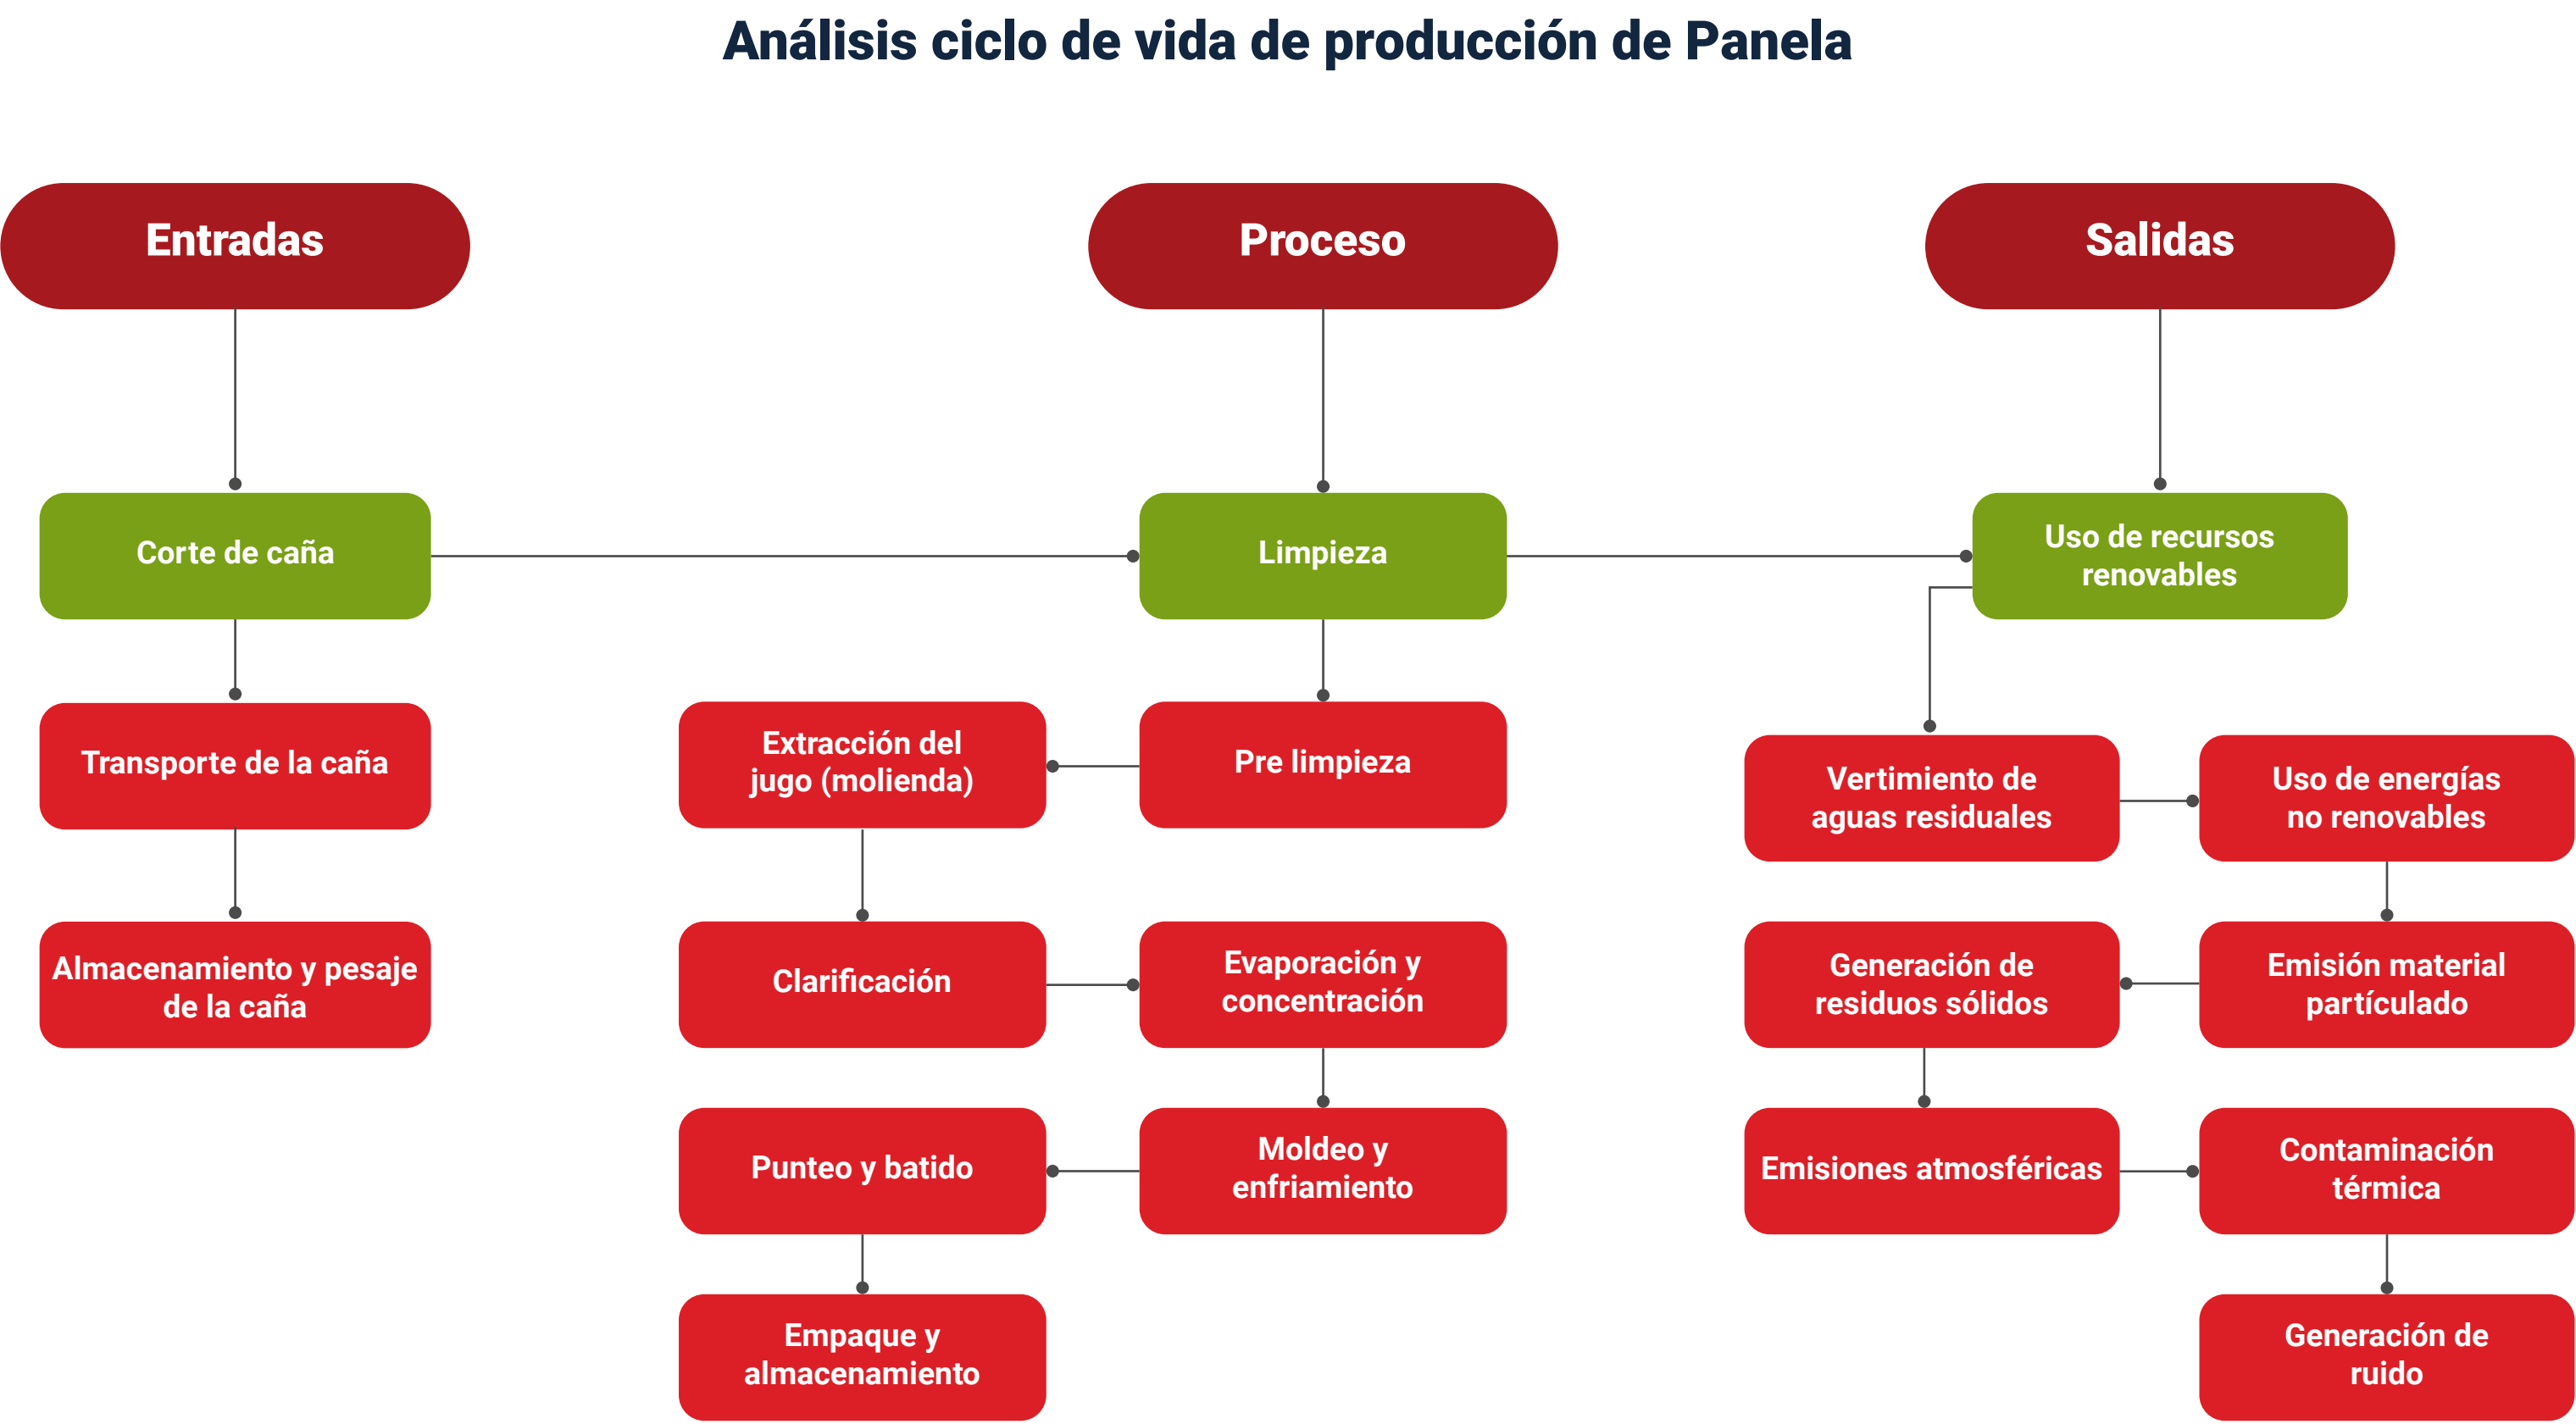 Análisis ciclo de vida de producción de Panela
Entradas
Proceso
Salidas
Corte de caña
Limpieza
Uso de recursos
renovables
Transporte de la caña
Extracción del
jugo (molienda)
Pre limpieza
Vertimiento de
aguas residuales
Uso de energías
no renovables
Almacenamiento y pesaje
de la caña
Clarificación
Evaporación y
concentración
Generación de
residuos sólidos
Emisión material
partículado
Punteo y batido
Moldeo y
enfriamiento
Emisiones atmosféricas
Contaminación
térmica
Empaque y
almacenamiento
Generación de
ruido